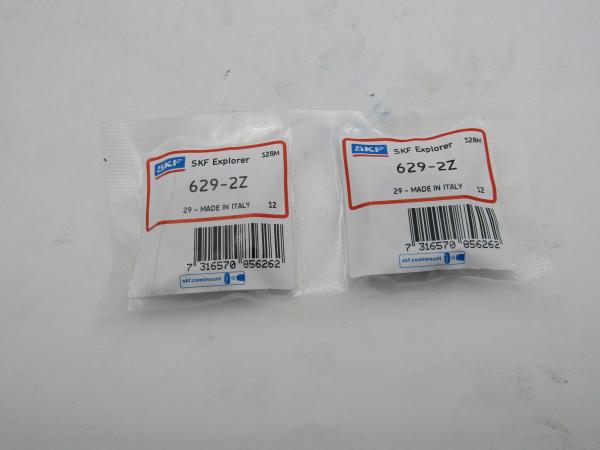 SKF SKF Explorer 128M
629-2Z
29 - MADE IN ITALY 12
7 316570 856262
skf.com/mount
SKF SKF Explorer 128M
629-2Z
29 - MADE IN ITALY 12
7 316570 856262
skf.com/mount